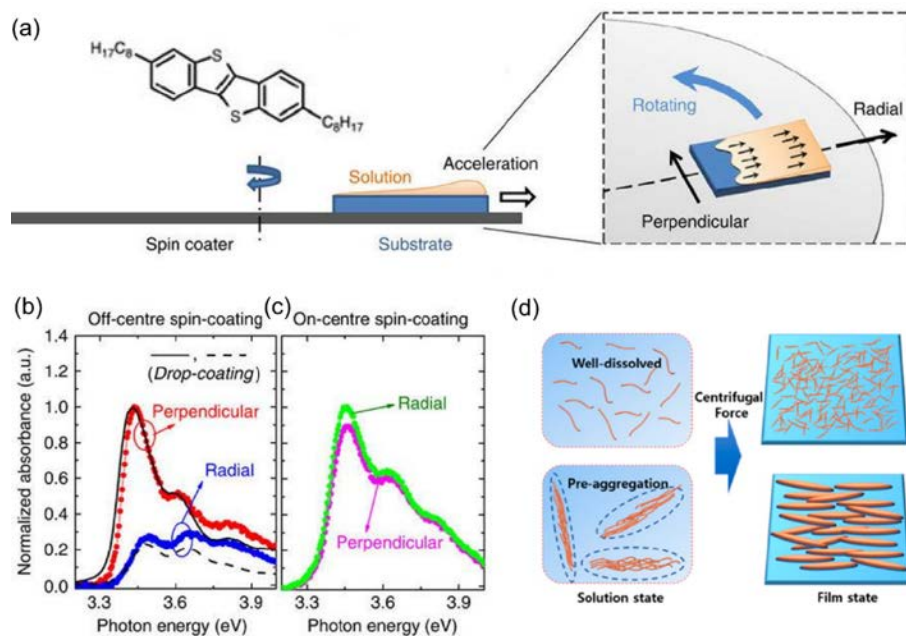 (a)
H₁₇C₈
S
S
C₈H₁₇
Solution
Acceleration
Spin coater
Substrate
Rotating
Radial
Perpendicular
(b)
Off-centre spin-coating
Normalized absorbance (a.u.)
1.4
1.2
1.0
0.8
0.6
0.4
0.2
0.0
(Drop-coating)
Perpendicular
Radial
3.3 3.6 3.9
Photon energy (eV)
(c)
On-centre spin-coating
Radial
Perpendicular
3.3 3.6 3.9
Photon energy (eV)
(d)
Well-dissolved
Pre-aggregation
Solution state
Centrifugal
Force
Film state